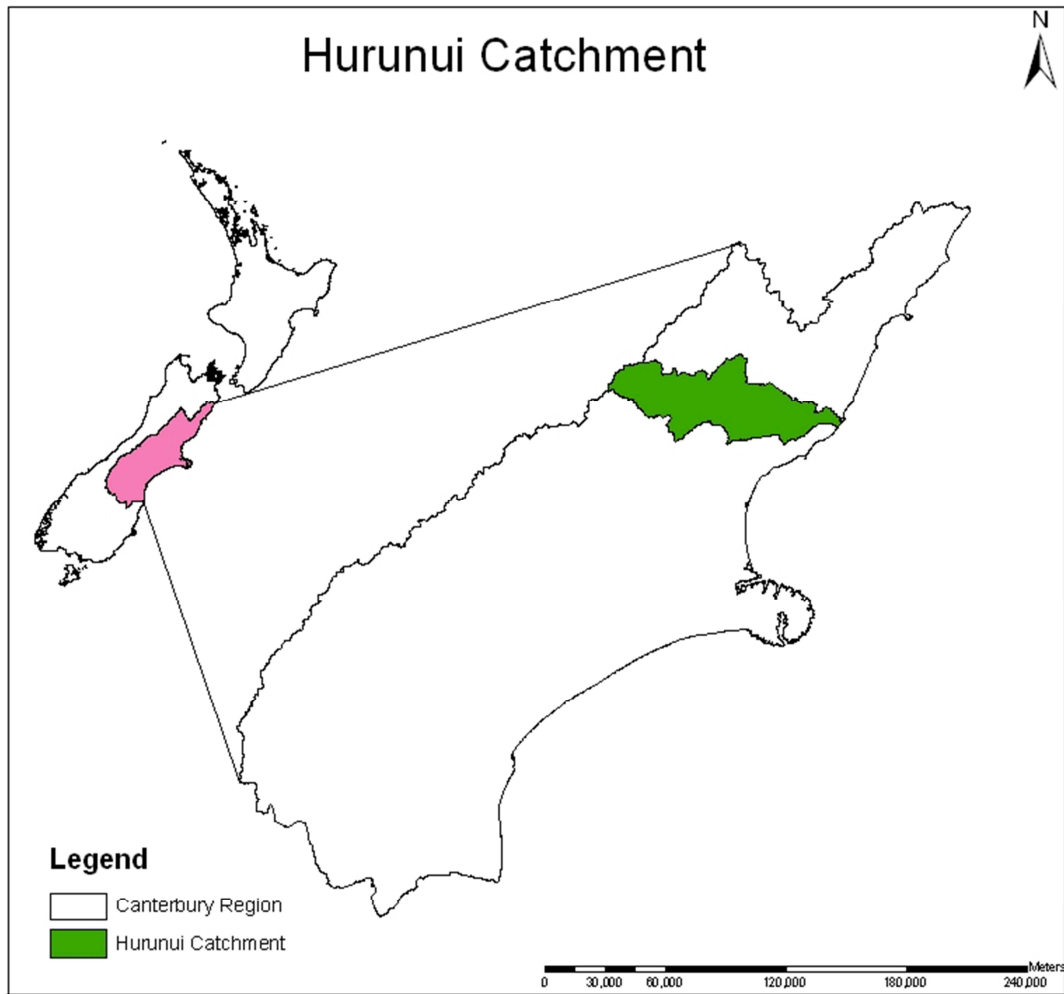 N
Hurunui Catchment
Legend
Canterbury Region
Hurunui Catchment
Meters
0 30,000 60,000 120,000 180,000 240,000